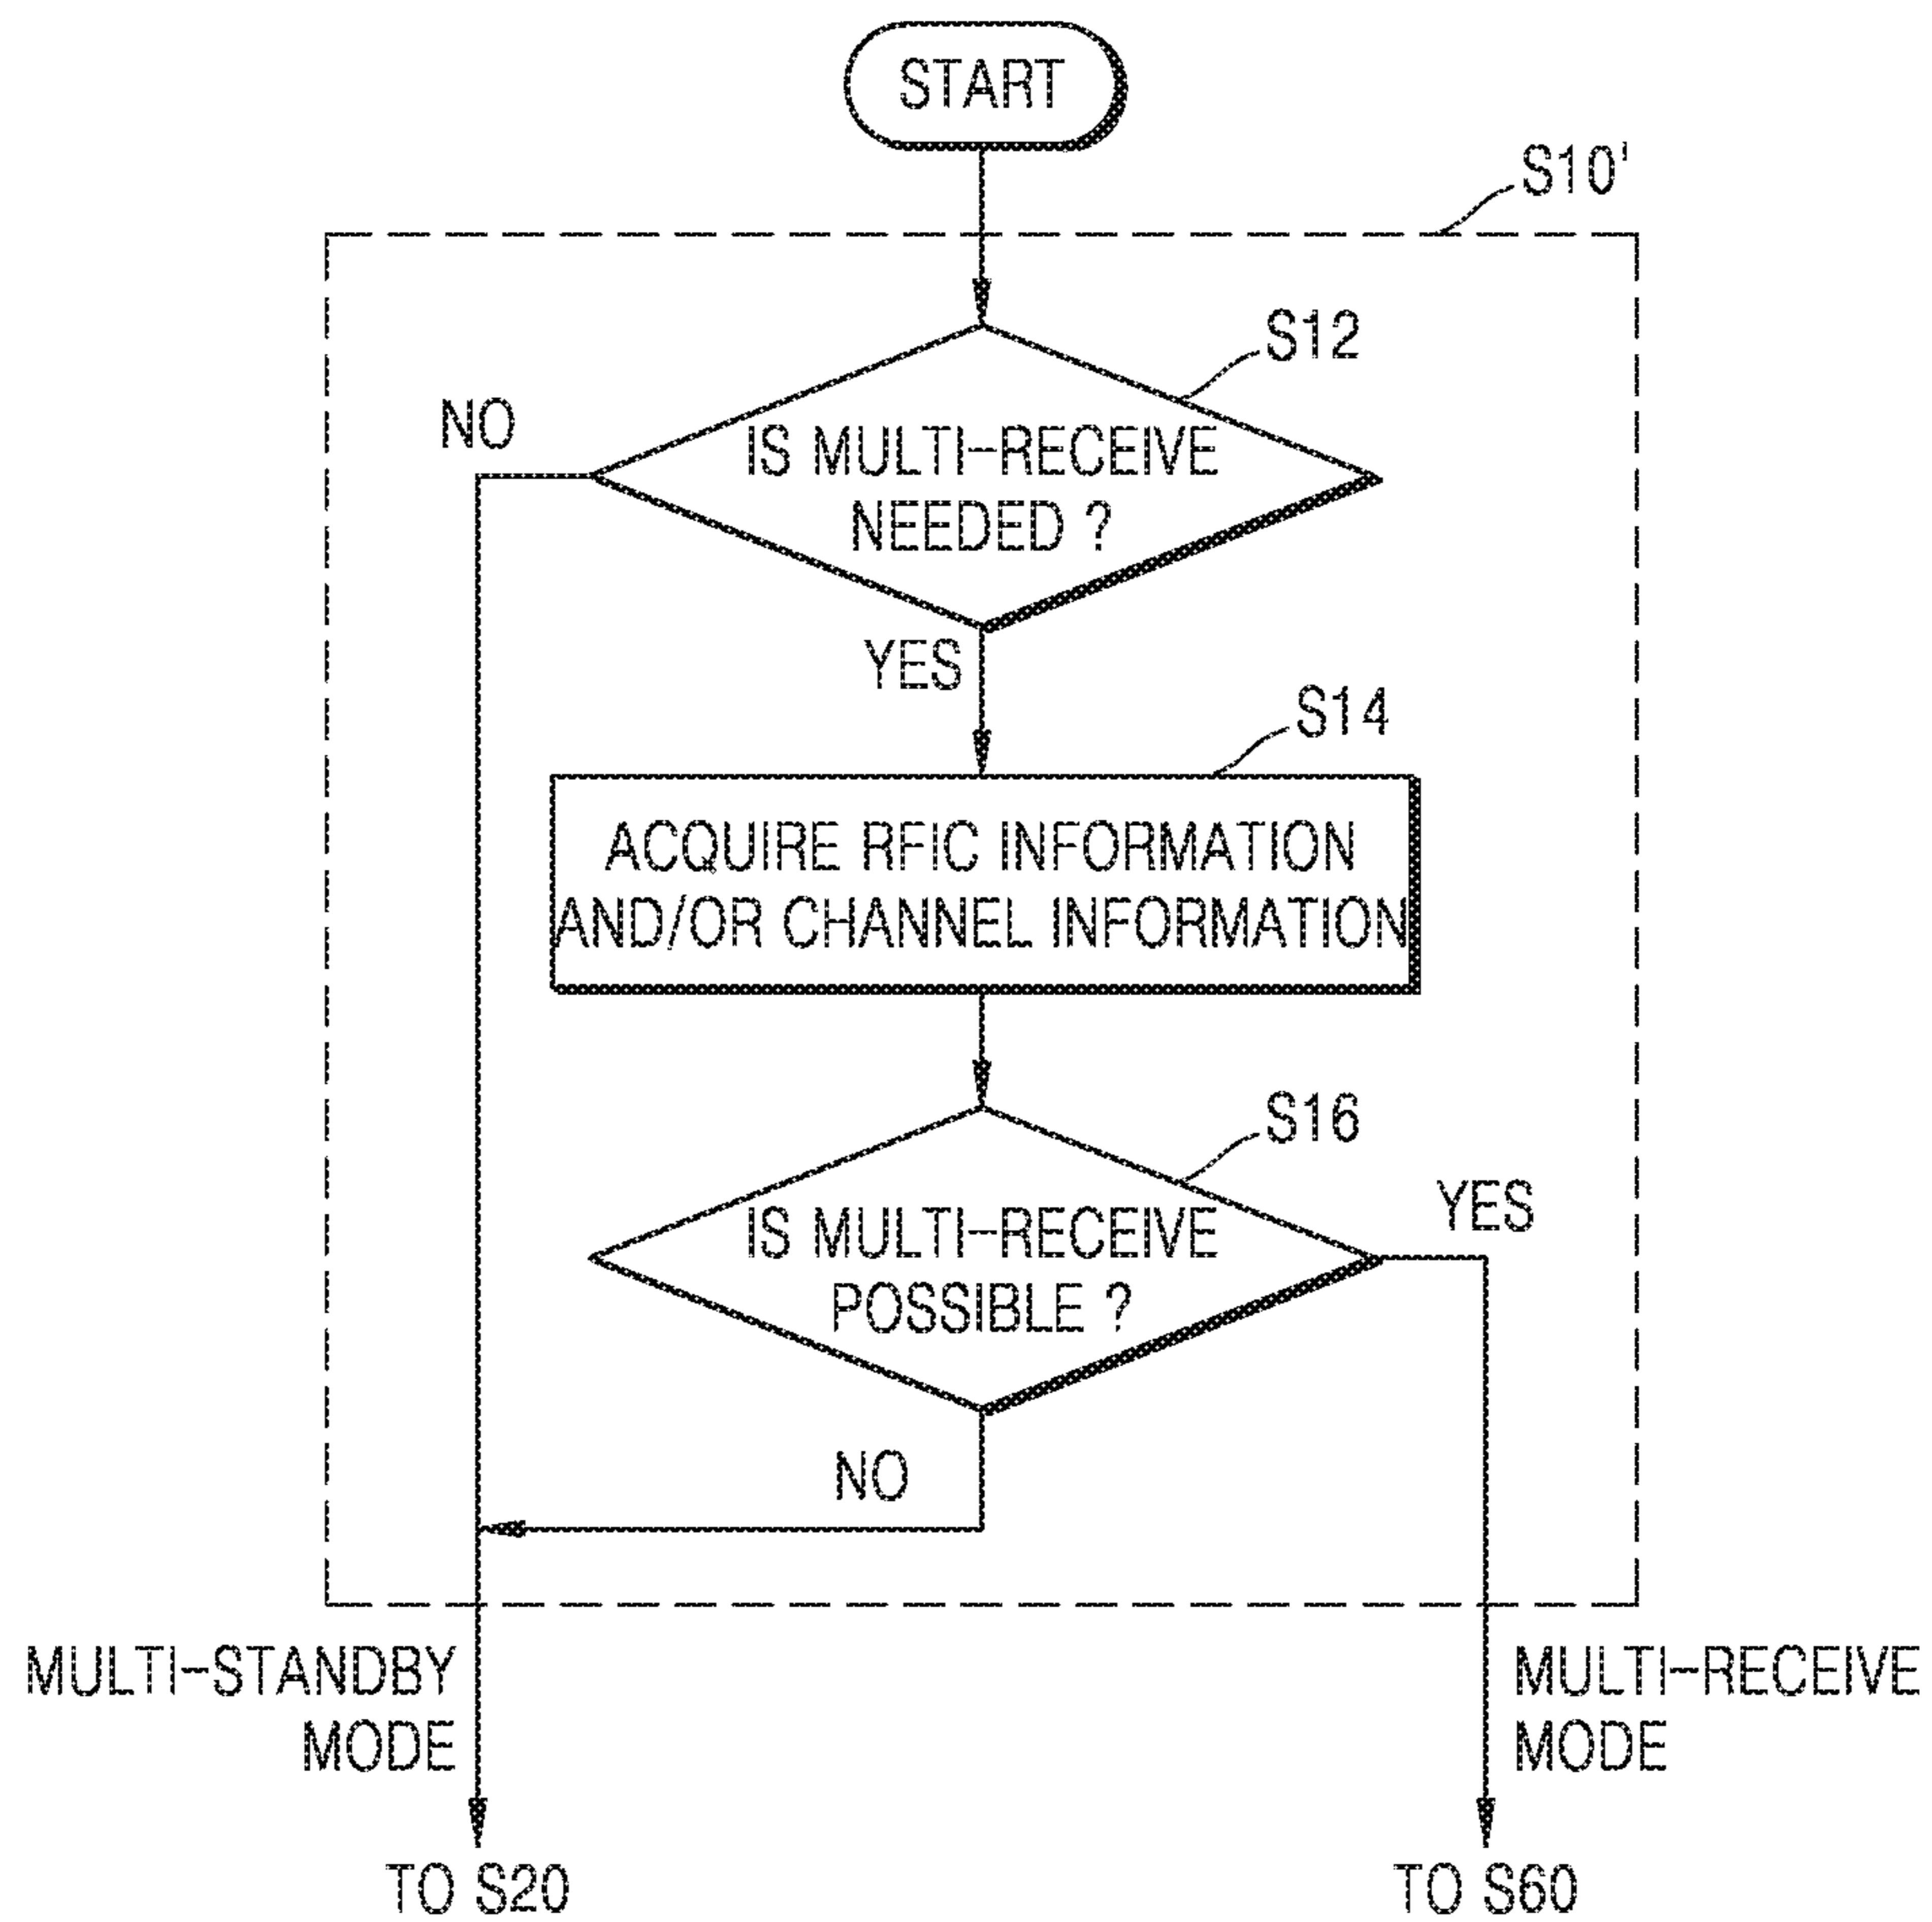 START
S10'
S12
NO
IS MULTI-RECEIVE
NEEDED ?
YES
S14
ACQUIRE RFIC INFORMATION
AND/OR CHANNEL INFORMATION
S16
YES
IS MULTI-RECEIVE
POSSIBLE ?
NO
MULTI-STANDBY
MODE
MULTI-RECEIVE
MODE
TO S20
TO S60